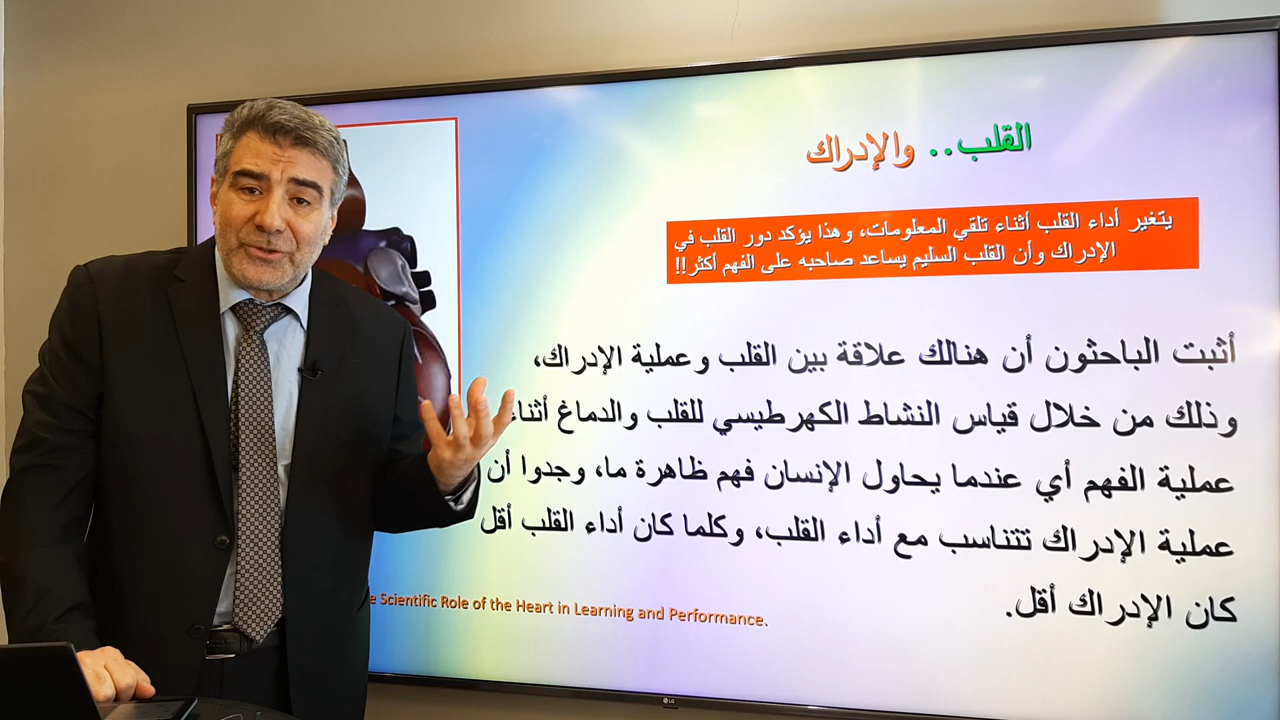 القلب.. والإدراك
يتغير أداء القلب أثناء تلقي المعلومات، وهذا يؤكد دور القلب في
الإدراك وأن القلب السليم يساعد صاحبه على الفهم أكثر!!
أثبت الباحثون أن هنالك علاقة بين القلب وعملية الإدراك،
وذلك من خلال قياس النشاط الكهرطيسي للقلب والدماغ أثناء
عملية الفهم أي عندما يحاول الإنسان فهم ظاهرة ما، وجدوا أن
عملية الإدراك تتناسب مع أداء القلب، وكلما كان أداء القلب أقل
كان الإدراك أقل.
Scientific Role of the Heart in Learning and Performance.
LG